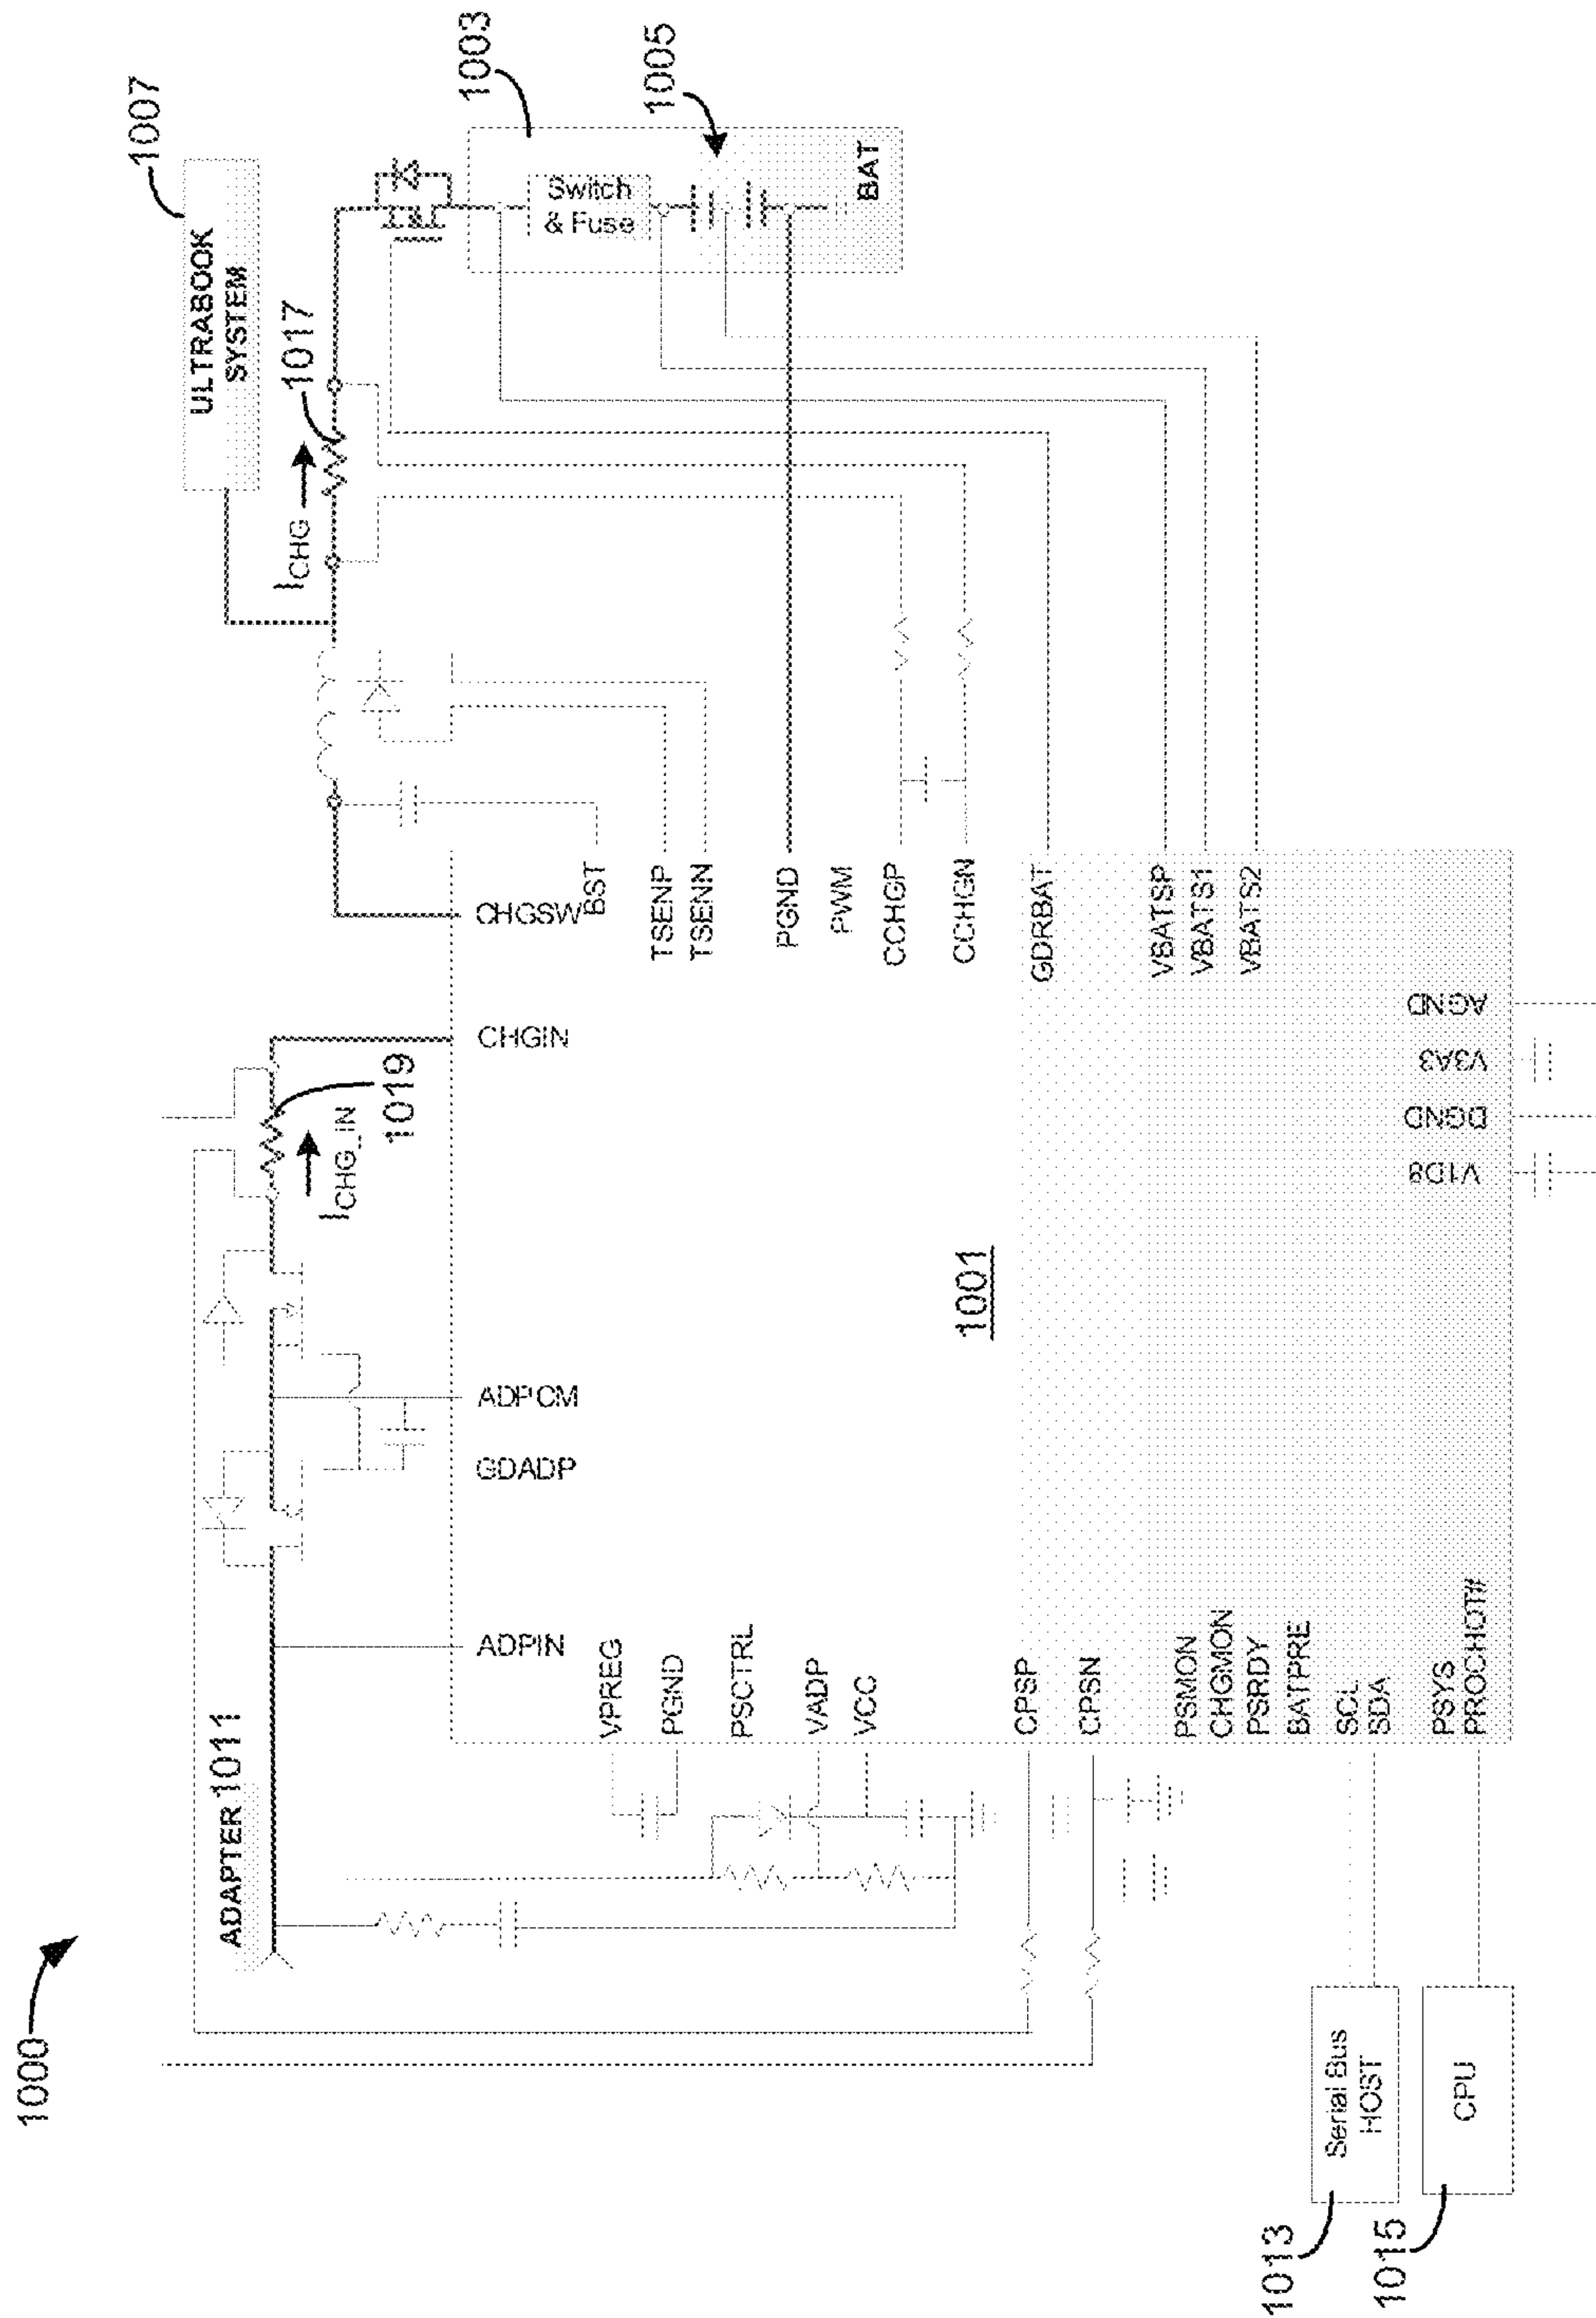 1000
ADAPTER 1011
ICHG_IN
1019
ICHG
1017
ULTRABOOK
SYSTEM
1007
1003
1005
Switch
& Fuse
BAT
ADPIN
GDADP
ADPCM
CHGIN
CHGSW
BST
VPREG
PGND
PSCTRL
VADP
VCC
CPSP
CPSN
PSMON
CHGMON
PSRDY
BATPRE
SCL
SDA
PSYS
PROCHOT#
1001
TSENP
TSENN
PGND
PWM
CCHGP
CCHGN
GDRBAT
VBATSP
VBATS1
VBATS2
V1D8
DGND
V3A3
AGND
Serial Bus
HOST
1013
CPU
1015